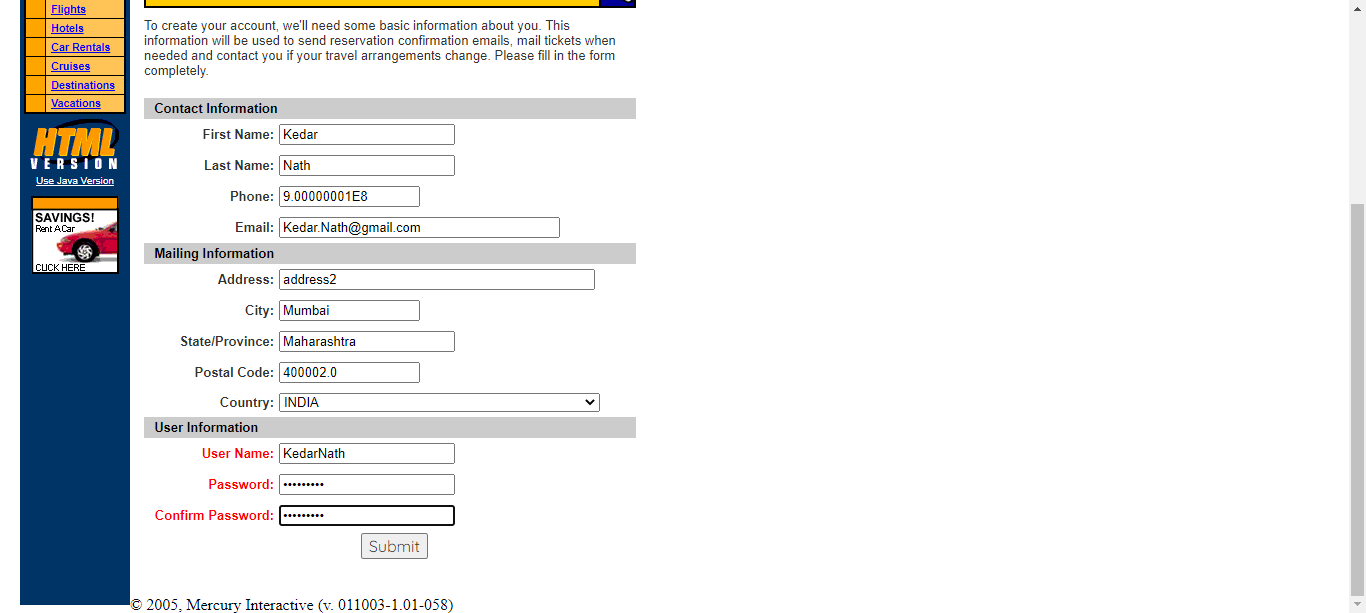 Flights
Hotels
Car Rentals
Cruises
Destinations
Vacations
HTML
VERSION
Use Java Version
SAVINGS!
Rent A Car
CLICK HERE
To create your account, we'll need some basic information about you. This
information will be used to send reservation confirmation emails, mail tickets when
needed and contact you if your travel arrangements change. Please fill in the form
completely.
Contact Information
First Name: Kedar
Last Name: Nath
Phone: 9.00000001E8
Email: Kedar.Nath@gmail.com
Mailing Information
Address: address2
City: Mumbai
State/Province: Maharashtra
Postal Code: 400002.0
Country: INDIA
User Information
User Name: KedarNath
Password: •••••••••
Confirm Password: •••••••••
Submit
© 2005, Mercury Interactive (v. 011003-1.01-058)